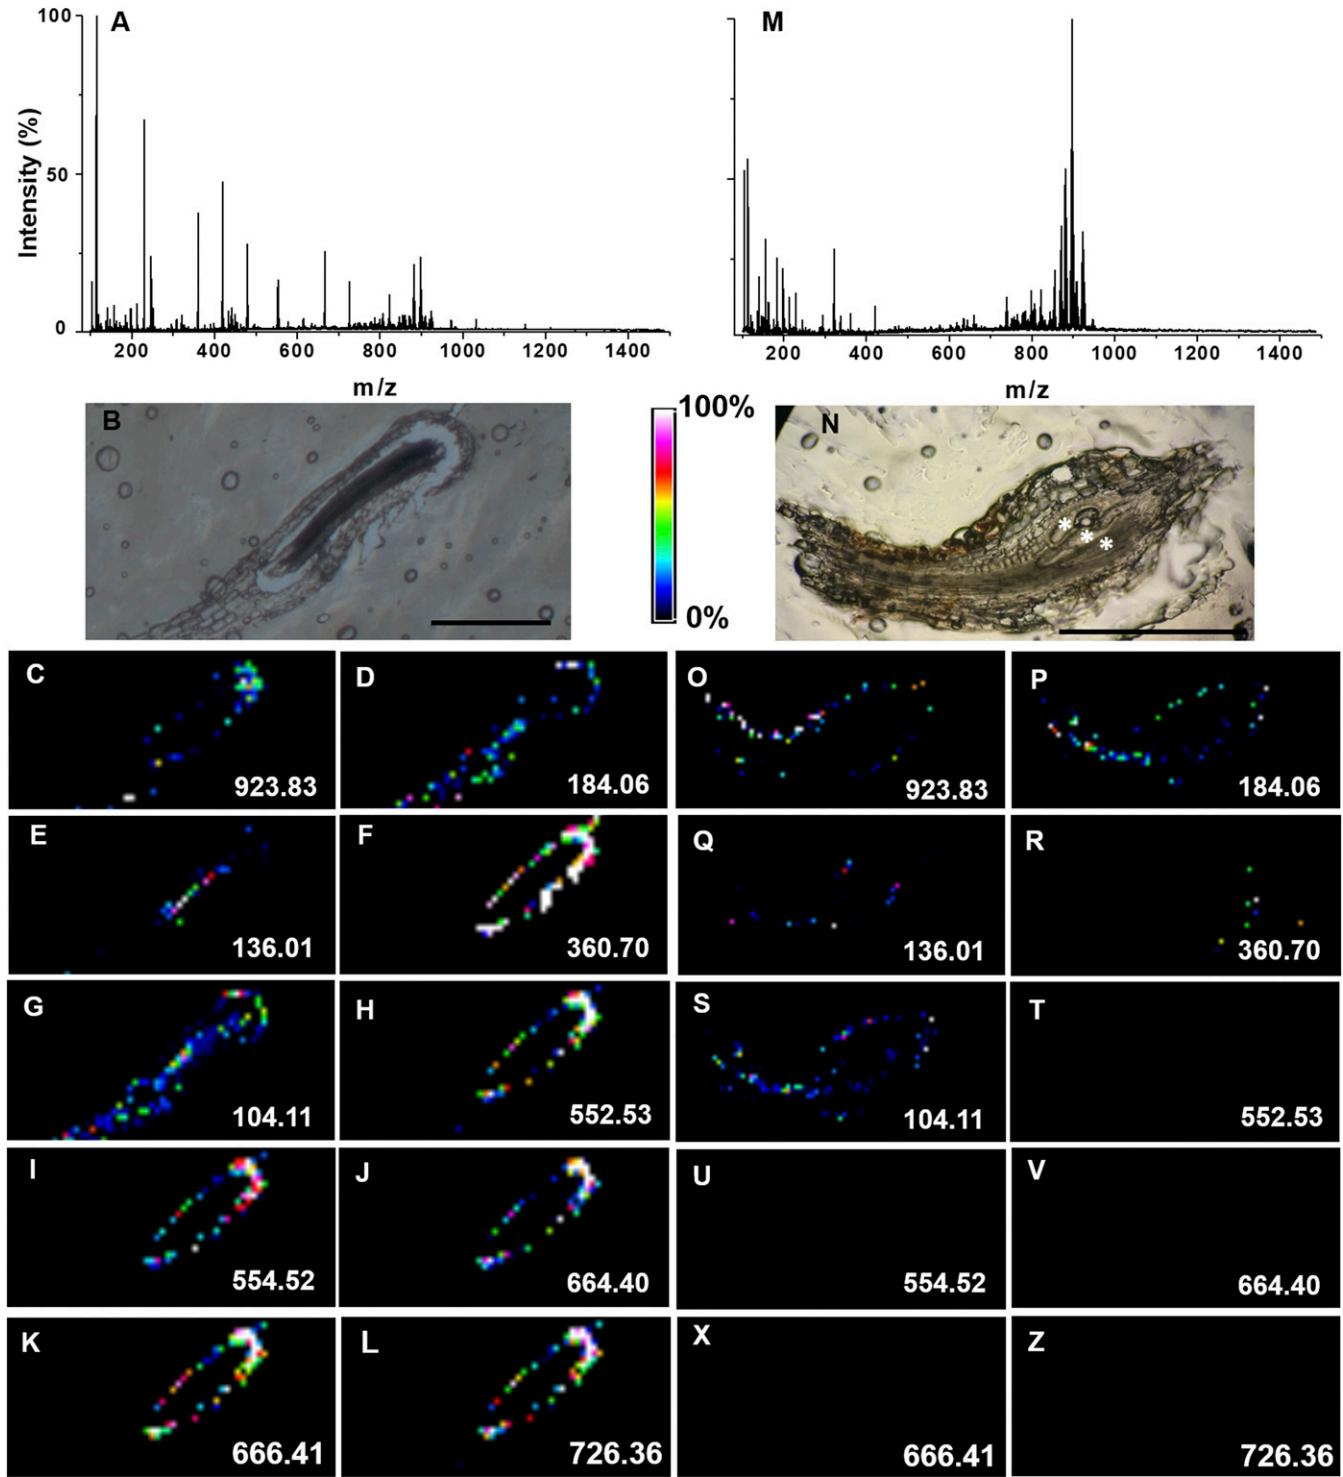 A
M
100
50
0
Intensity (%)
200 400 600 800 1000 1200 1400
200 400 600 800 1000 1200 1400
m/z
m/z
B
100%
0%
N
* * *
C
923.83
D
184.06
O
923.83
P
184.06
E
136.01
F
360.70
Q
136.01
R
360.70
G
104.11
H
552.53
S
104.11
T
552.53
I
554.52
J
664.40
U
554.52
V
664.40
K
666.41
L
726.36
X
666.41
Z
726.36